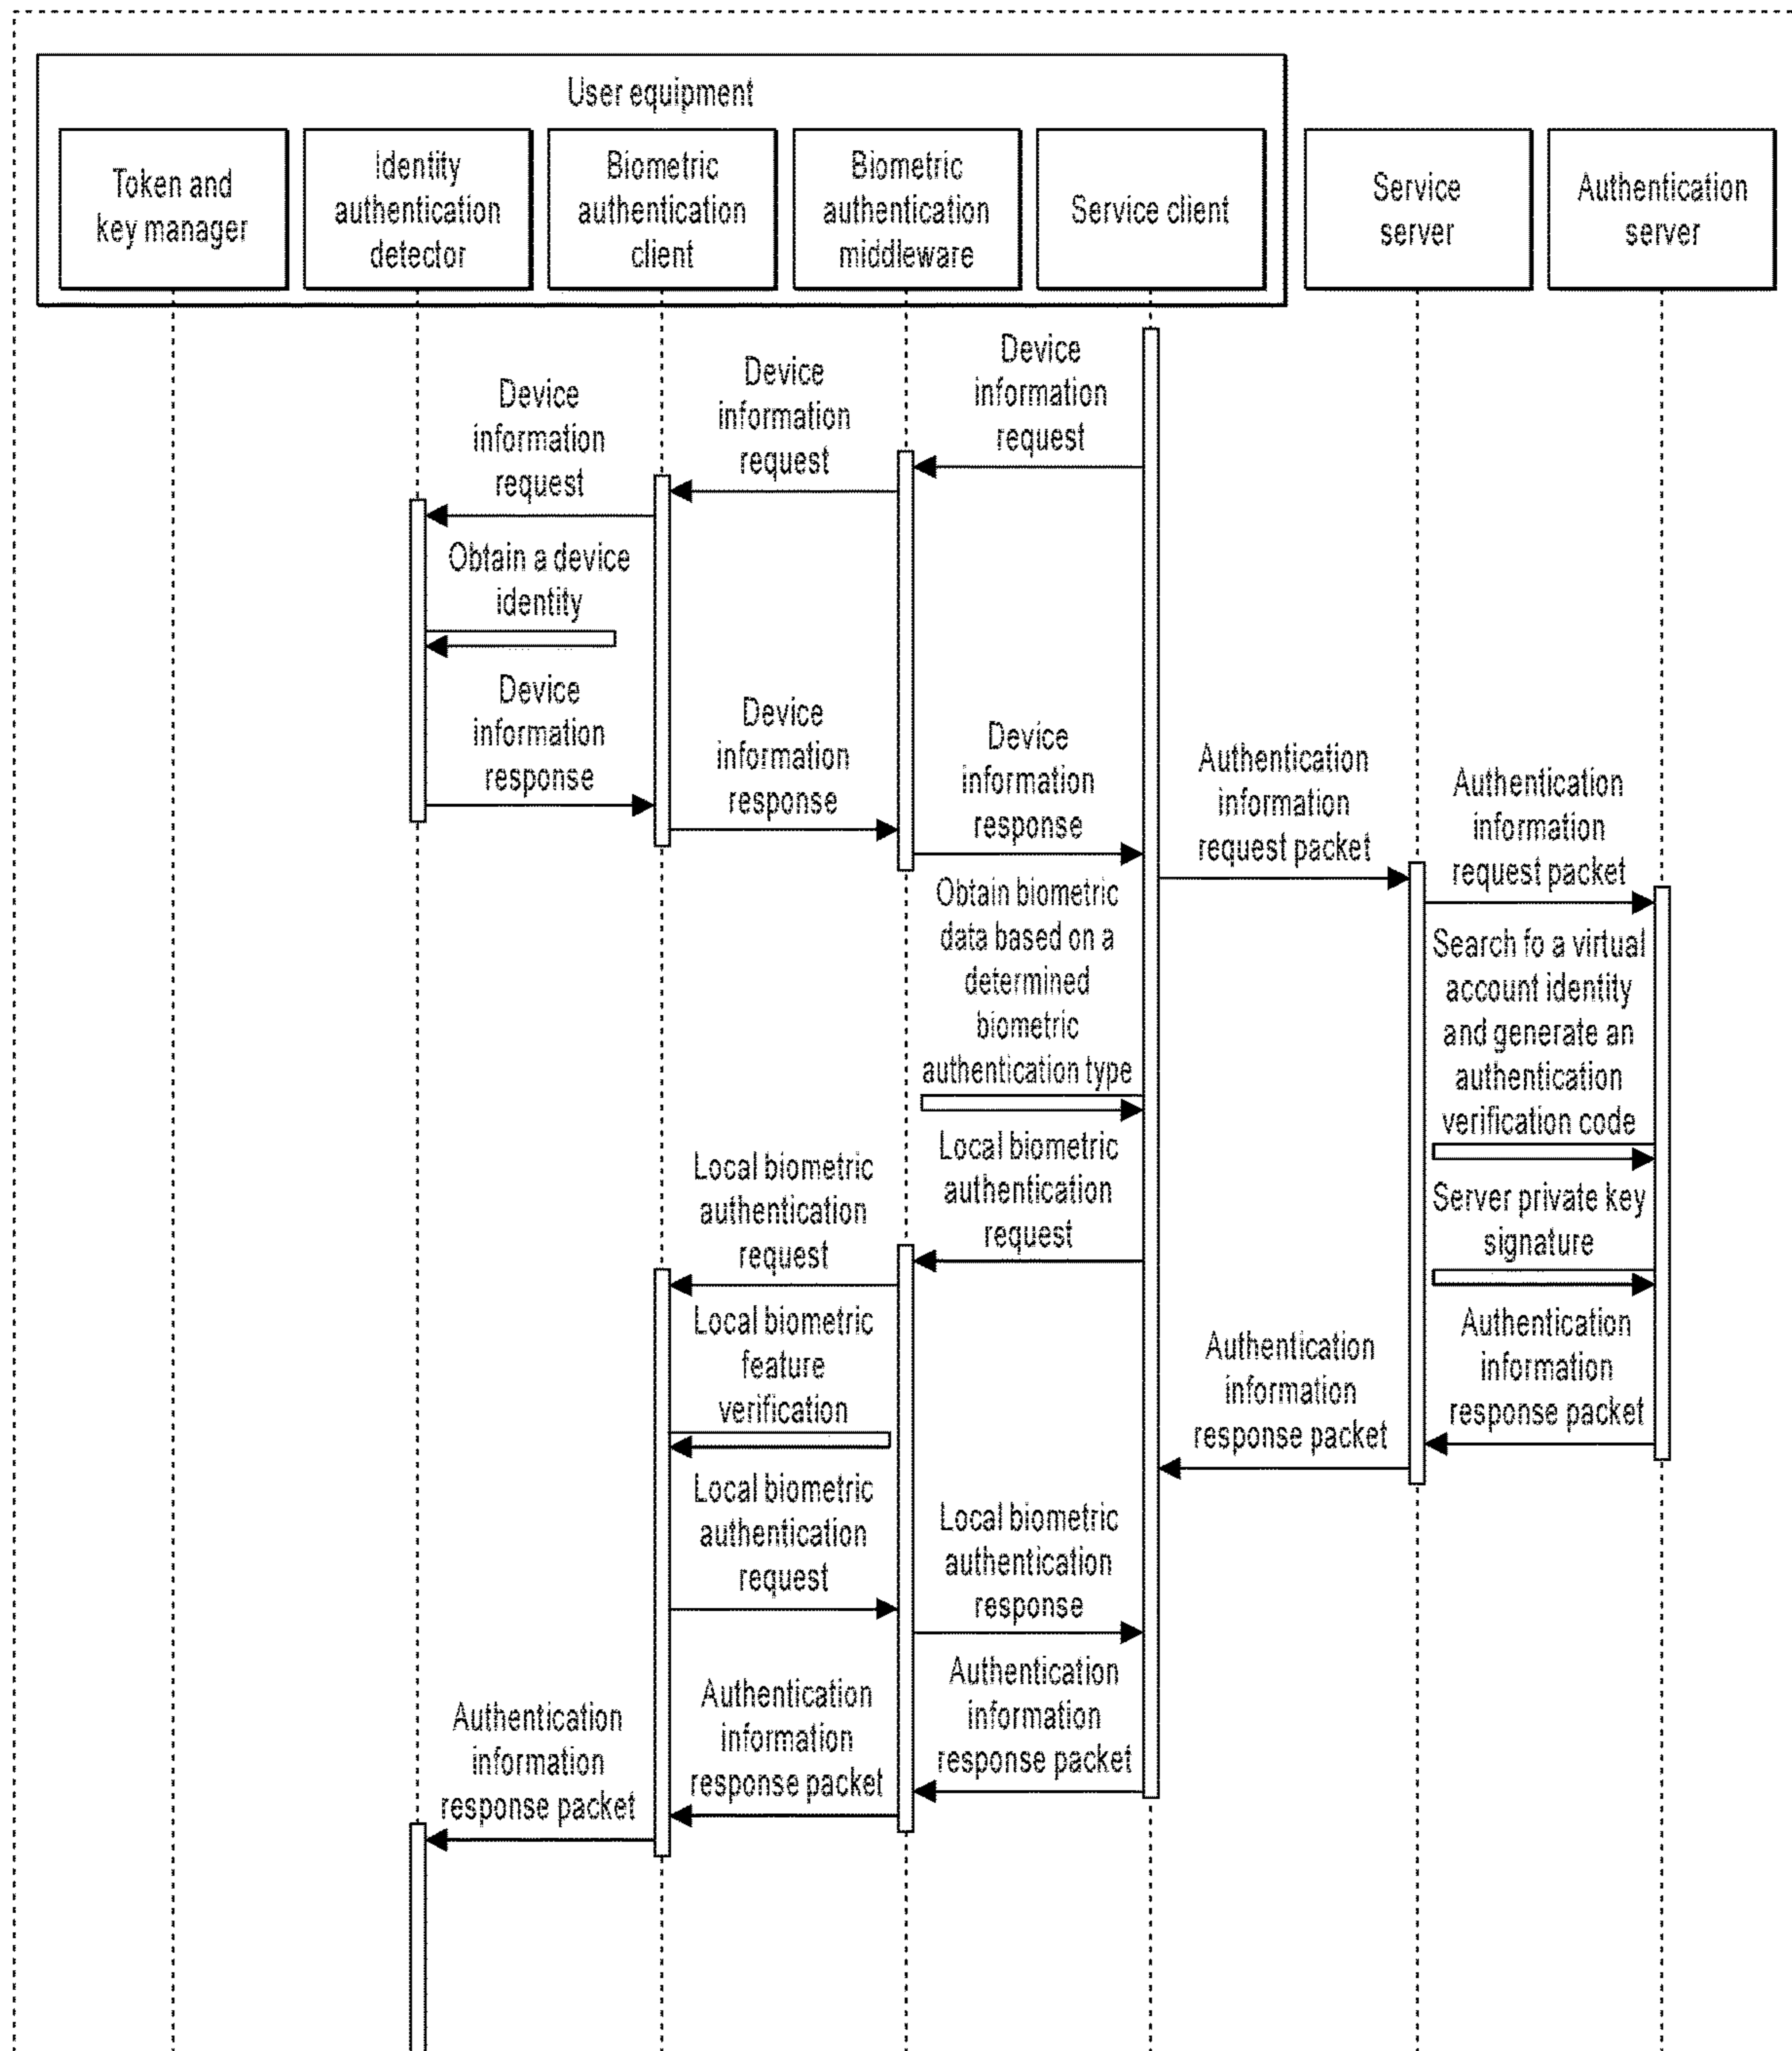 User equipment
Token and
key manager
Identity
authentication
detector
Biometric
authentication
client
Biometric
authentication
middleware
Service client
Service
server
Authentication
server
Device
information
request
Device
information
request
Device
information
request
Obtain a device
identity
Device
information
response
Device
information
response
Device
information
response
Authentication
information
request packet
Authentication
information
request packet
Obtain biometric
data based on a
determined
biometric
authentication type
Search fo a virtual
account identity
and generate an
authentication
verification code
Local biometric
authentication
request
Local biometric
authentication
request
Server private key
signature
Local biometric
feature
verification
Authentication
information
response packet
Authentication
information
response packet
Local biometric
authentication
request
Local biometric
authentication
response
Authentication
information
response packet
Authentication
information
response packet
Authentication
information
response packet